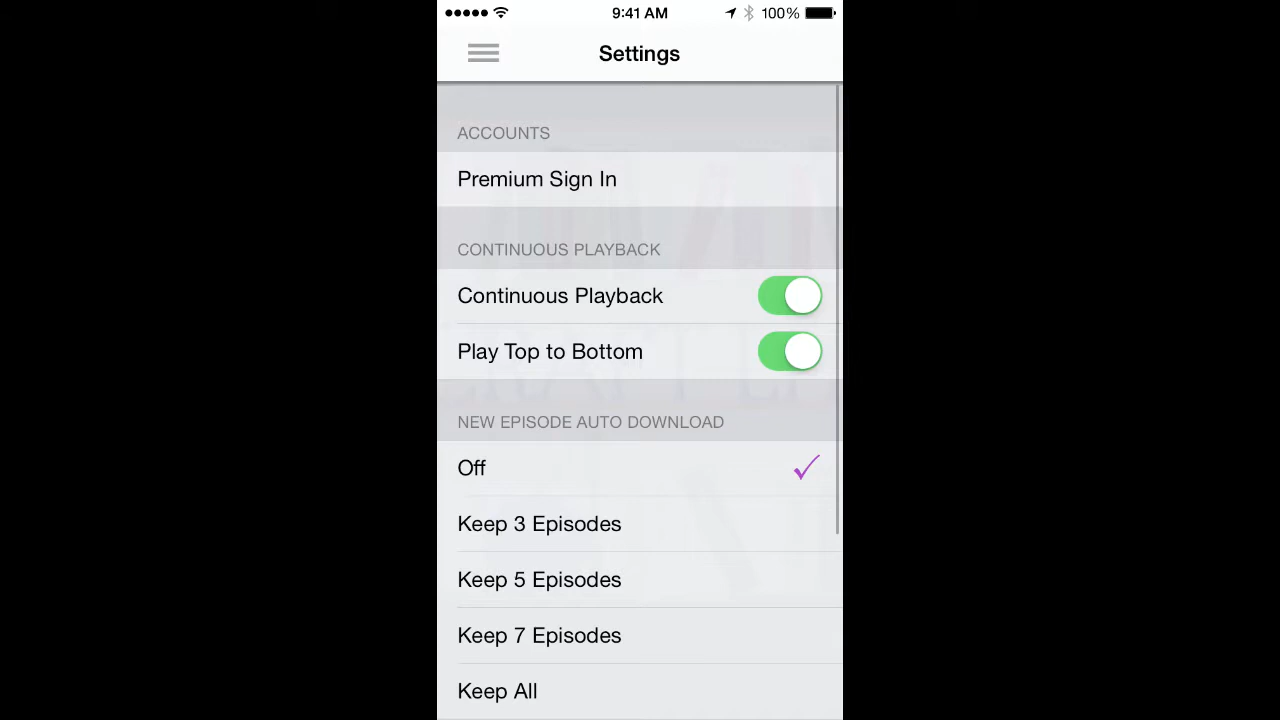 9:41 AM 100%
Settings
ACCOUNTS
Premium Sign In
CONTINUOUS PLAYBACK
Continuous Playback
Play Top to Bottom
NEW EPISODE AUTO DOWNLOAD
Off
Keep 3 Episodes
Keep 5 Episodes
Keep 7 Episodes
Keep All